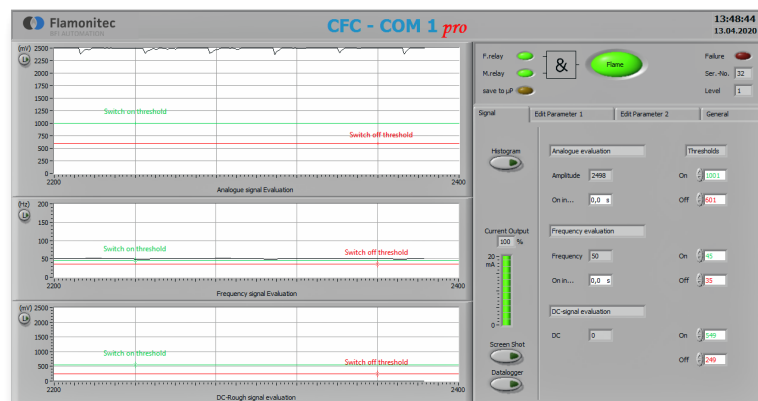 Flamonitec
BFI AUTOMATION
CFC - COM 1 pro
13:48:44
13.04.2020
(mV)
2500
2250
2000
1750
1500
1250
1000
750
500
250
0
Switch on threshold
Switch off threshold
2200
2400
Analogue signal Evaluation
(Hz)
200
150
100
50
0
Switch on threshold
Switch off threshold
2200
2400
Frequency signal Evaluation
(mV)
2500
2000
1500
1000
500
0
Switch on threshold
Switch off threshold
2200
2400
DC-Rough signal evaluation
F.relay
M.relay
save to µP
&
Flame
Failure
Ser.-No. 32
Level 1
Signal
Edit Parameter 1
Edit Parameter 2
General
Histogram
Analogue evaluation
Thresholds
Amplitude 2498
On 1001
On in... 0,0 s
Off 601
Current Output
100 %
20
mA
0
Frequency evaluation
Frequency 50
On 45
On in... 0,0 s
Off 35
DC-signal evaluation
DC 0
On 549
Off 249
Screen Shot
Datalogger